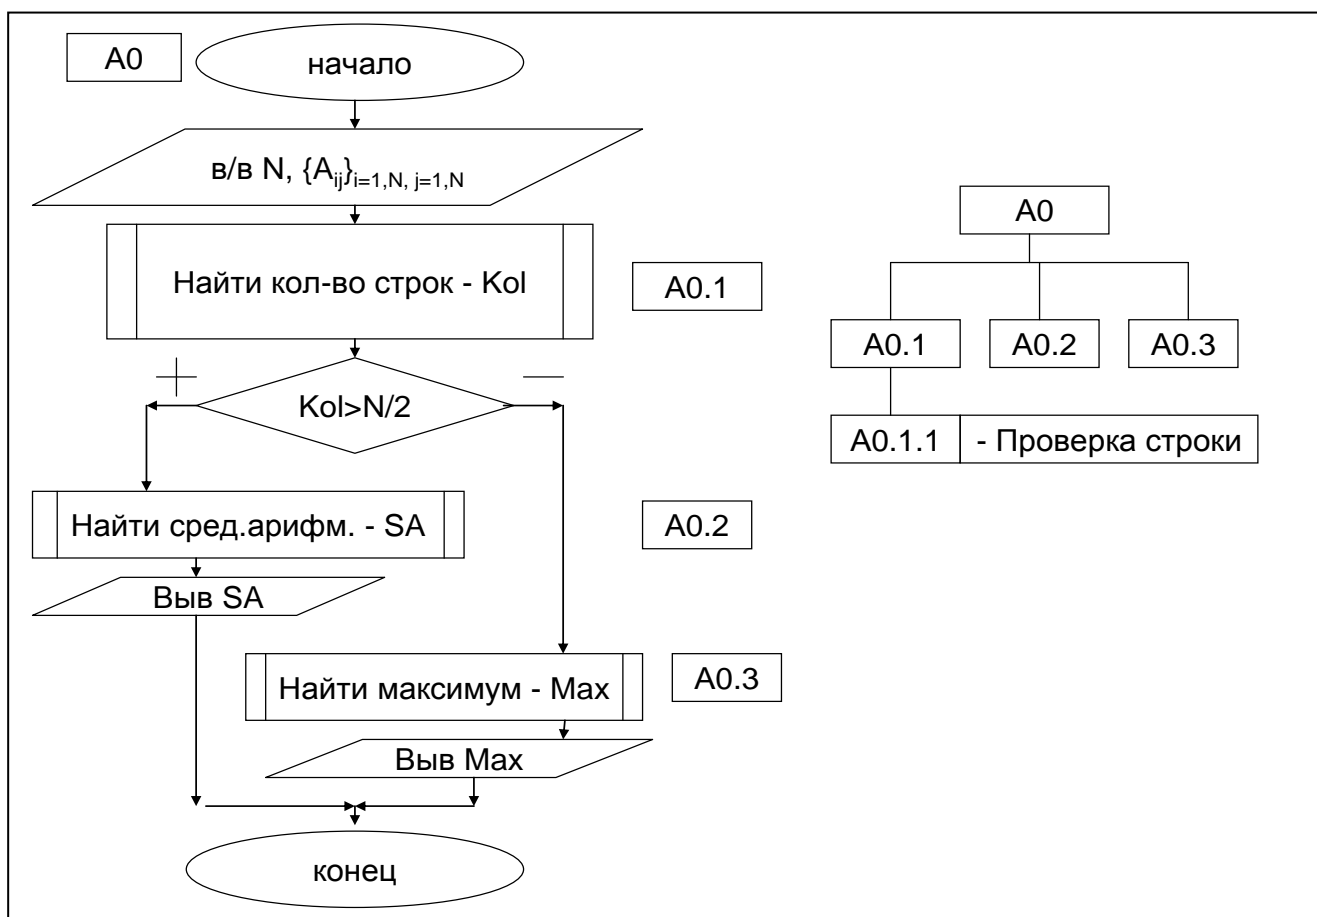 A0
начало
в/в N, {A_ij}_i=1,N, j=1,N
Найти кол-во строк - Kol
A0.1
+
—
Kol>N/2
Найти сред.арифм. - SA
A0.2
Выв SA
Найти максимум - Max
A0.3
Выв Max
конец
A0
A0.1
A0.2
A0.3
A0.1.1
- Проверка строки